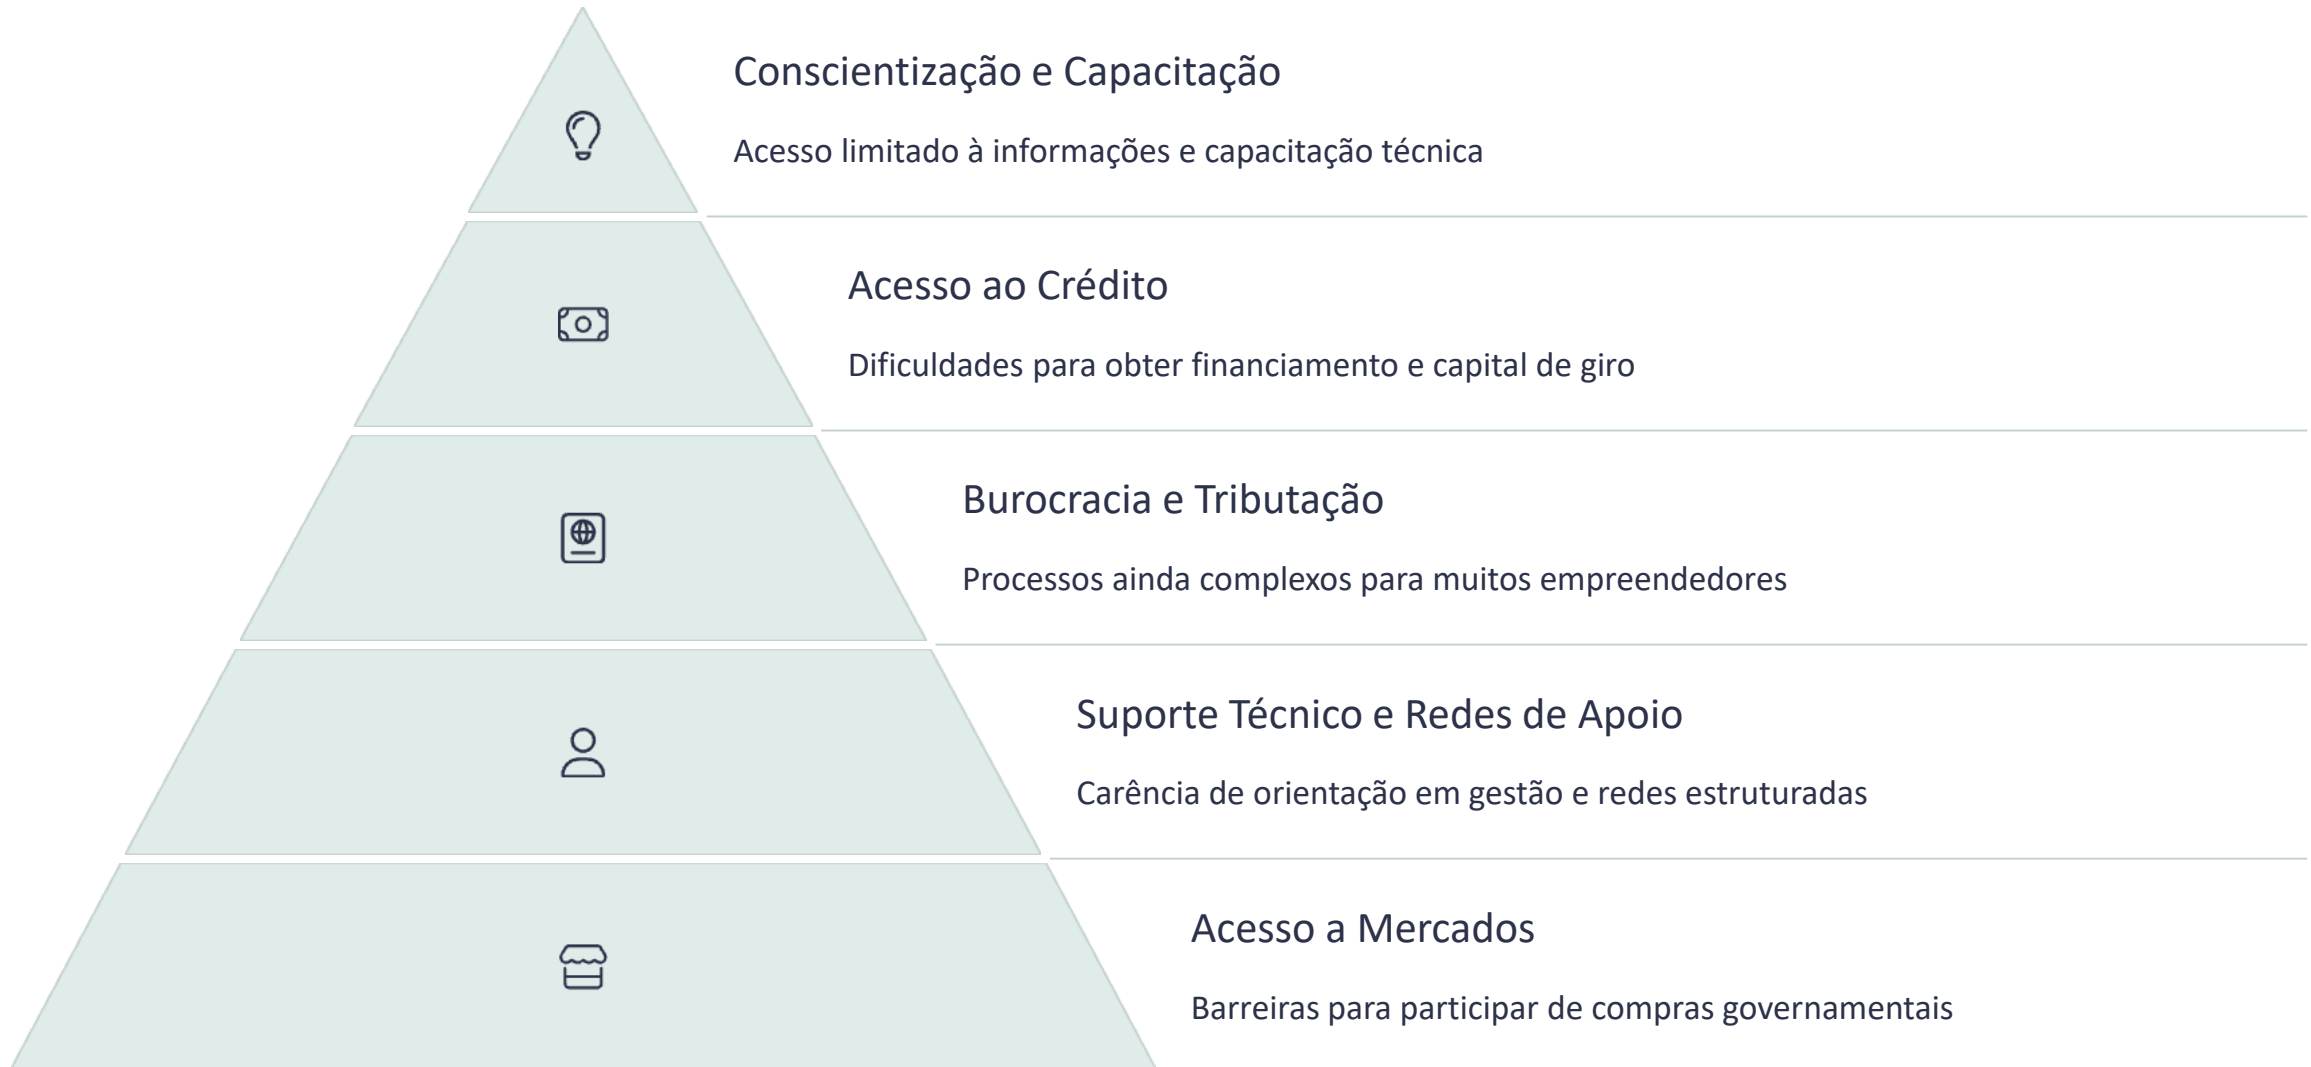 Conscientização e Capacitação
Acesso limitado à informações e capacitação técnica
Acesso ao Crédito
Dificuldades para obter financiamento e capital de giro
Burocracia e Tributação
Processos ainda complexos para muitos empreendedores
Suporte Técnico e Redes de Apoio
Carência de orientação em gestão e redes estruturadas
Acesso a Mercados
Barreiras para participar de compras governamentais